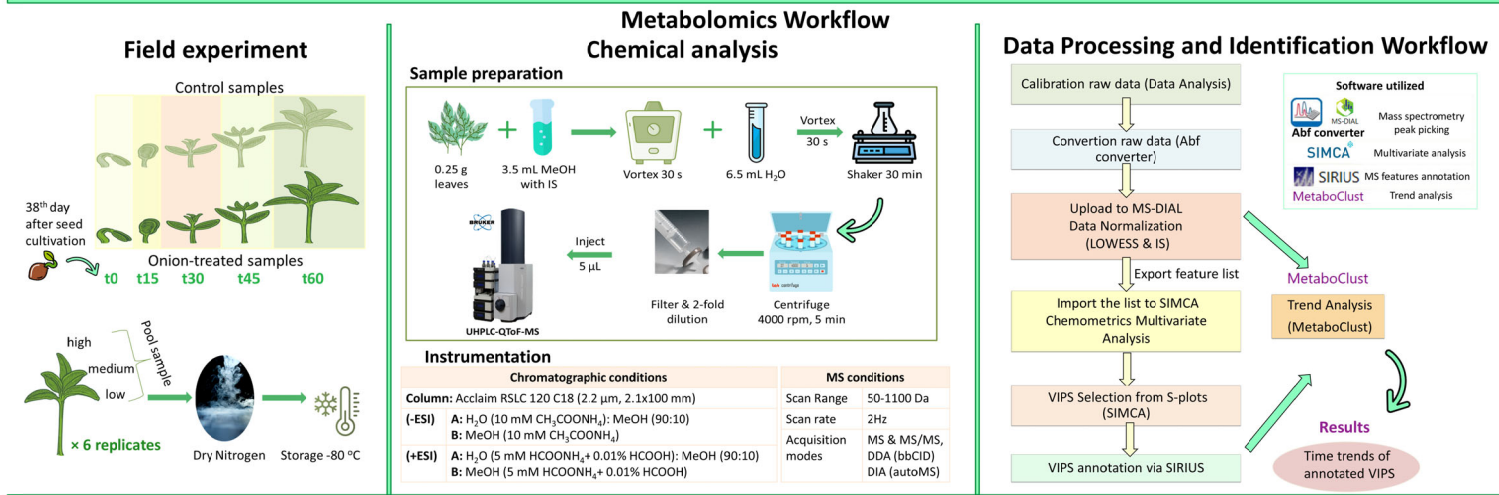 Metabolomics Workflow
Field experiment
Control samples
38th day
after seed
cultivation
Onion-treated samples
t0 t15 t30 t45 t60
high
medium
low
Pool sample
× 6 replicates
Dry Nitrogen
Storage -80 ºC
Chemical analysis
Sample preparation
0.25 g
leaves
3.5 mL MeOH
with IS
Vortex 30 s
6.5 mL H₂O
Vortex
30 s
Shaker 30 min
BRUKER
UHPLC-QToF-MS
Inject
5 µL
Filter & 2-fold
dilution
Centrifuge
4000 rpm, 5 min
Instrumentation
Chromatographic conditions
Column: Acclaim RSLC 120 C18 (2.2 µm, 2.1x100 mm)
(-ESI) A: H₂O (10 mM CH₃COONH₄): MeOH (90:10)
B: MeOH (10 mM CH₃COONH₄)
(+ESI) A: H₂O (5 mM HCOONH₄+ 0.01% HCOOH): MeOH (90:10)
B: MeOH (5 mM HCOONH₄+ 0.01% HCOOH)
MS conditions
Scan Range 50-1100 Da
Scan rate 2Hz
Acquisition modes MS & MS/MS,
DDA (bbCID)
DIA (autoMS)
Data Processing and Identification Workflow
Calibration raw data (Data Analysis)
Convertion raw data (Abf
converter)
Upload to MS-DIAL
Data Normalization
(LOWESS & IS)
Export feature list
Import the list to SIMCA
Chemometrics Multivariate
Analysis
VIPS Selection from S-plots
(SIMCA)
VIPS annotation via SIRIUS
Software utilized
MS-DIAL
Abf converter
Mass spectrometry
peak picking
SIMCA Multivariate analysis
SIRIUS MS features annotation
MetaboClust Trend analysis
MetaboClust
Trend Analysis
(MetaboClust)
Results
Time trends of
annotated VIPS